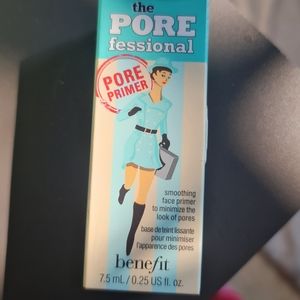 the
PORE
fessional
PORE
PRIMER
smoothing
face primer
to minimize the
look of pores
base de teint lissante
pour minimiser
l'apparence des pores
benefit
7.5 mL / 0.25 US fl. oz.